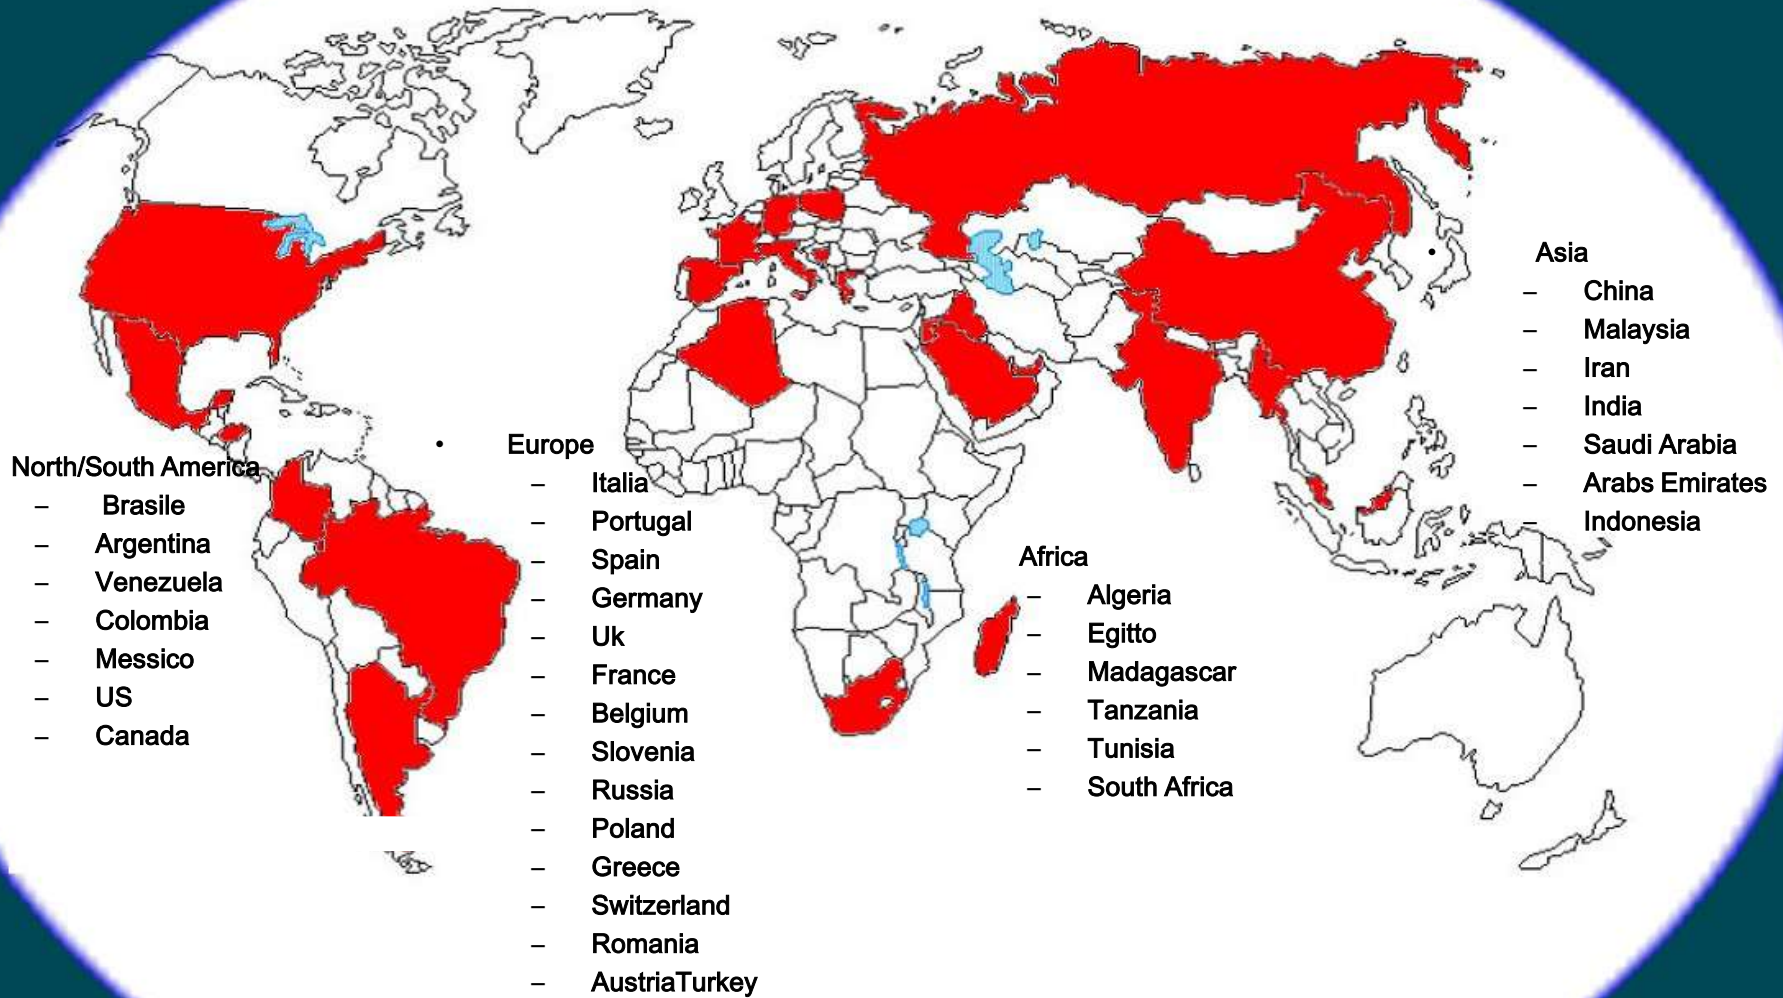 North/South America
– Brasile
– Argentina
– Venezuela
– Colombia
– Messico
– US
– Canada
• Europe
– Italia
– Portugal
– Spain
– Germany
– Uk
– France
– Belgium
– Slovenia
– Russia
– Poland
– Greece
– Switzerland
– Romania
– AustriaTurkey
Africa
– Algeria
– Egitto
– Madagascar
– Tanzania
– Tunisia
– South Africa
• Asia
– China
– Malaysia
– Iran
– India
– Saudi Arabia
– Arabs Emirates
– Indonesia